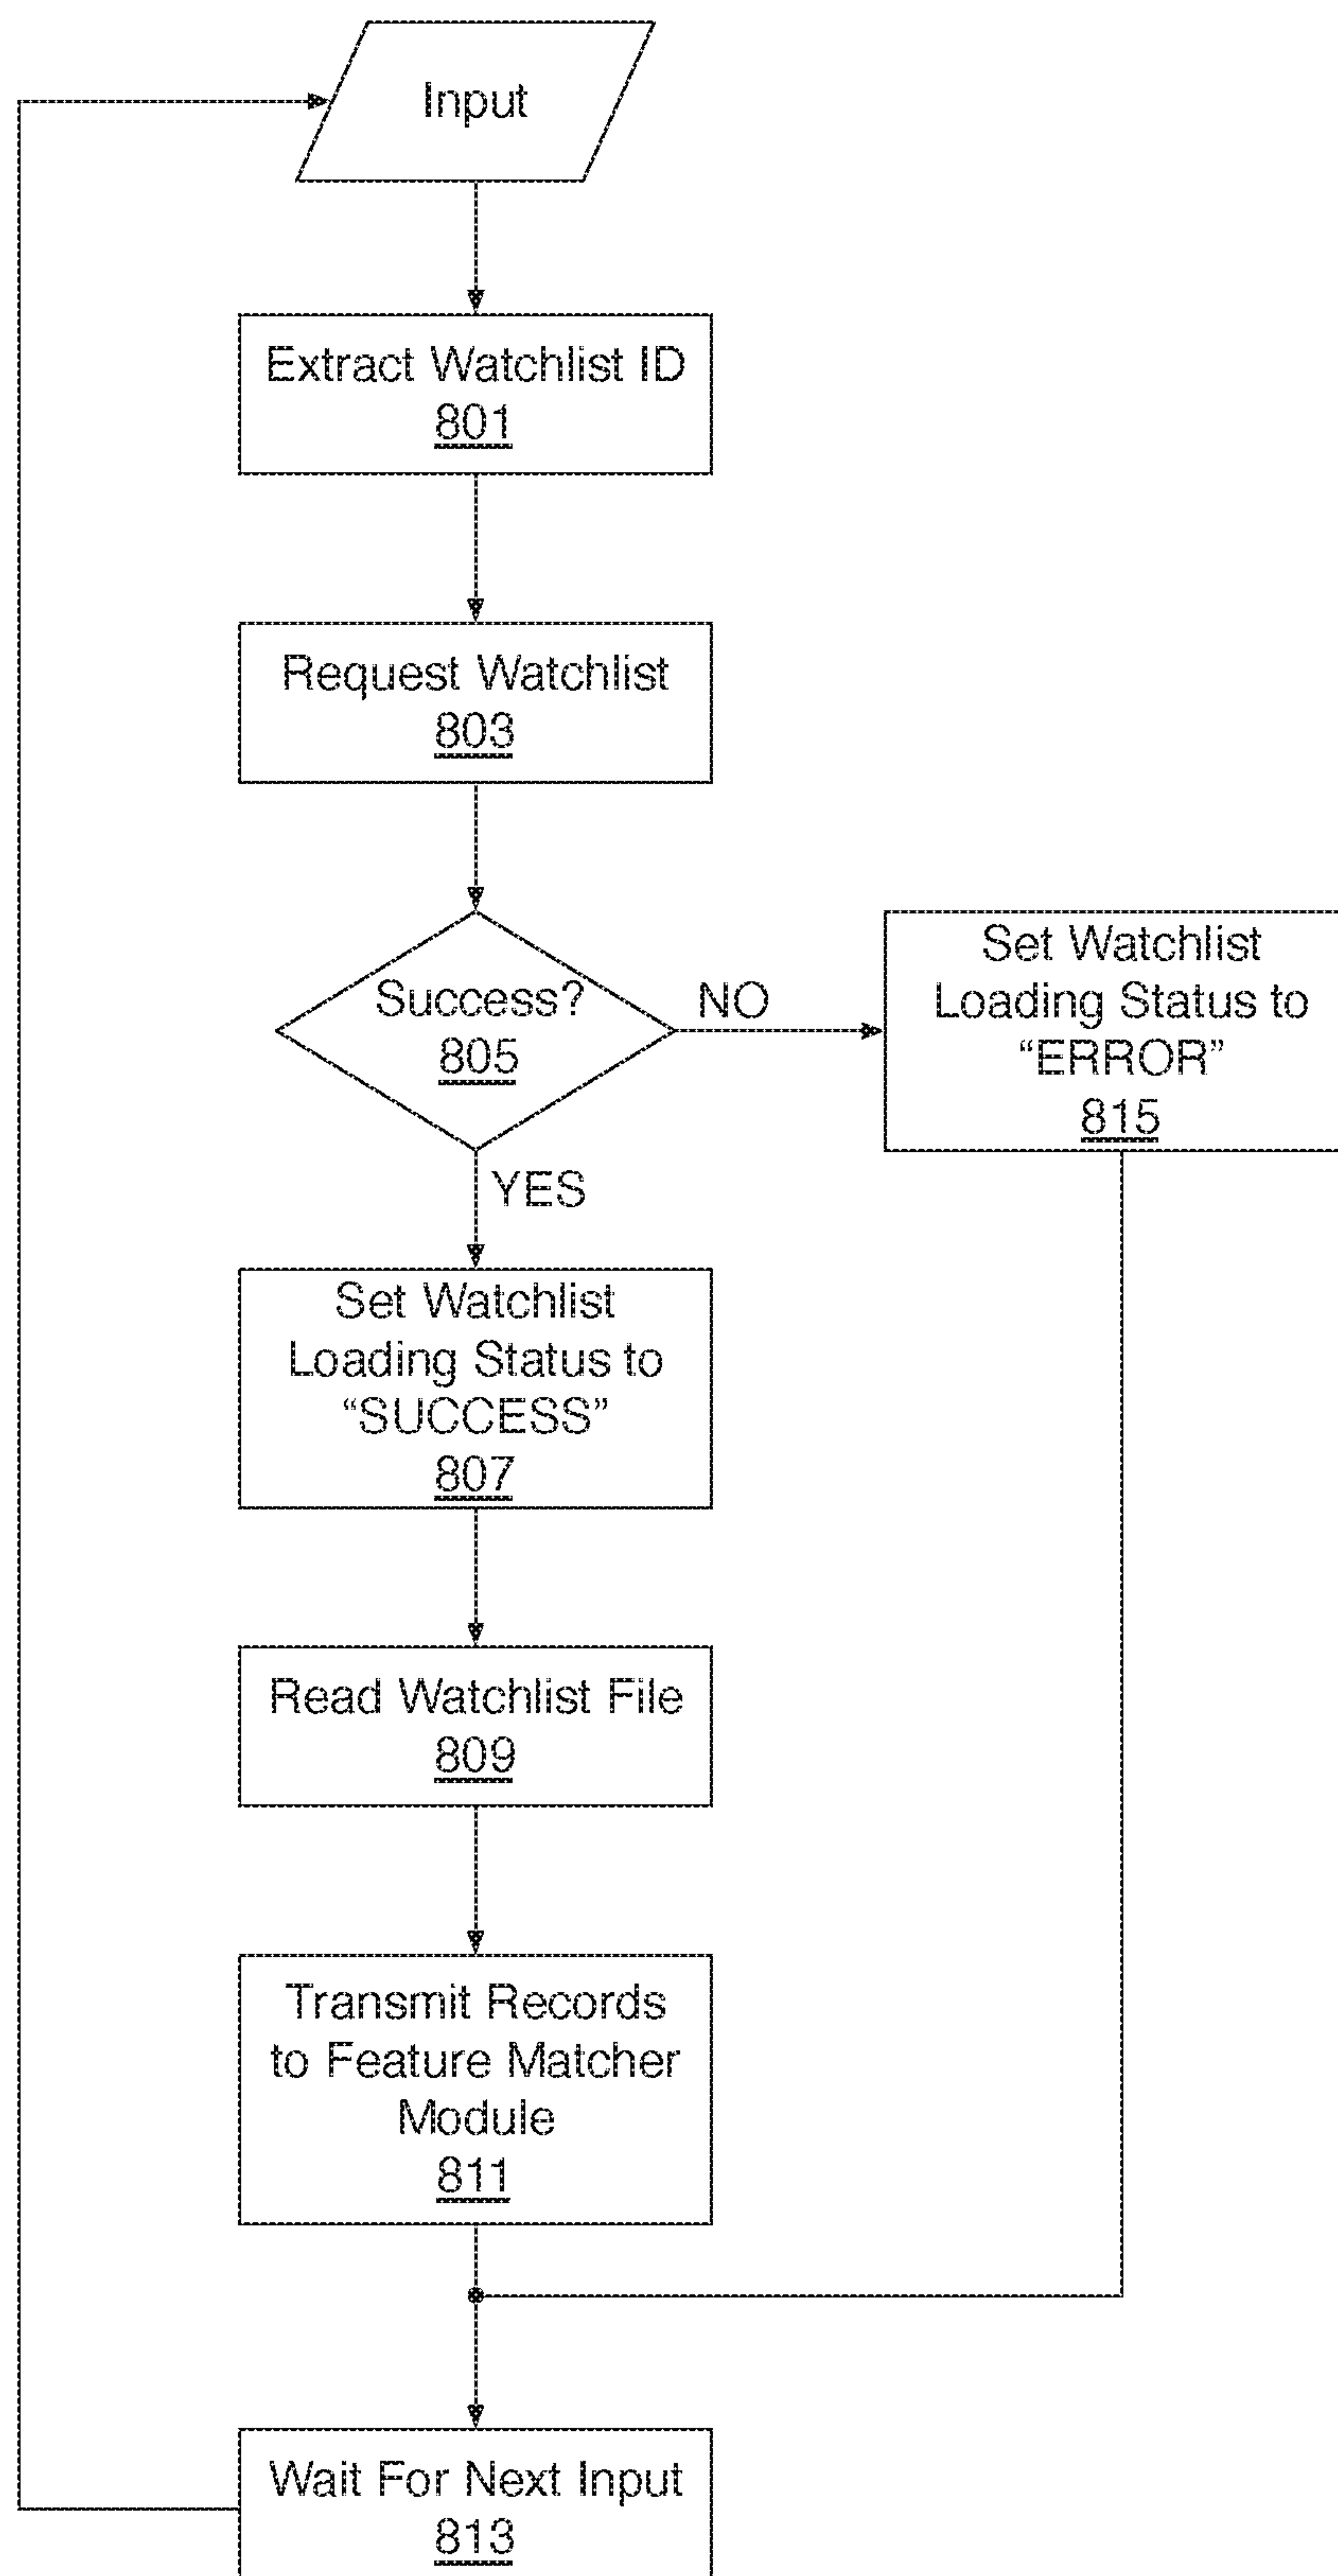 Input
Extract Watchlist ID
801
Request Watchlist
803
Success?
805
NO
Set Watchlist
Loading Status to
“ERROR”
815
YES
Set Watchlist
Loading Status to
“SUCCESS”
807
Read Watchlist File
809
Transmit Records
to Feature Matcher
Module
811
Wait For Next Input
813